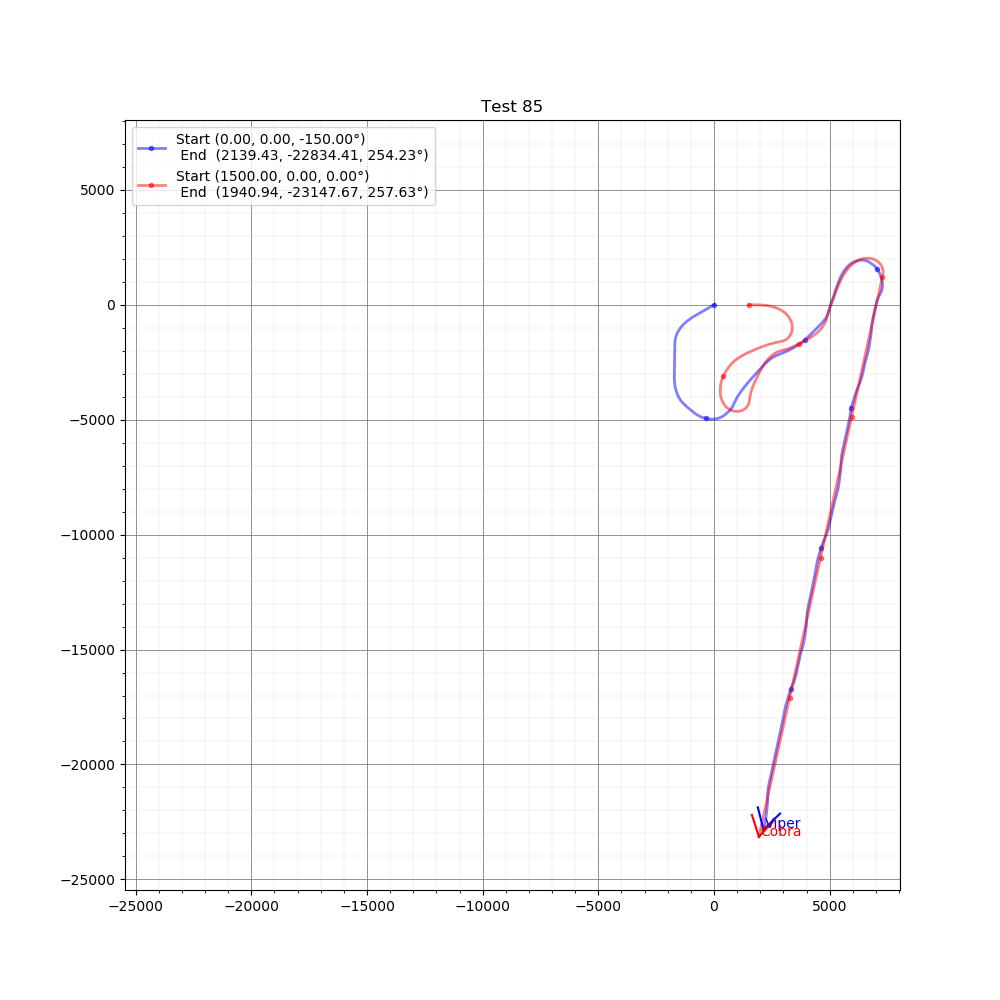 Test 85
Start (0.00, 0.00, -150.00°)
End (2139.43, -22834.41, 254.23°)
Start (1500.00, 0.00, 0.00°)
End (1940.94, -23147.67, 257.63°)
5000
0
−5000
−10000
−15000
−20000
−25000
Viper
Cobra
−25000 −20000 −15000 −10000 −5000 0 5000